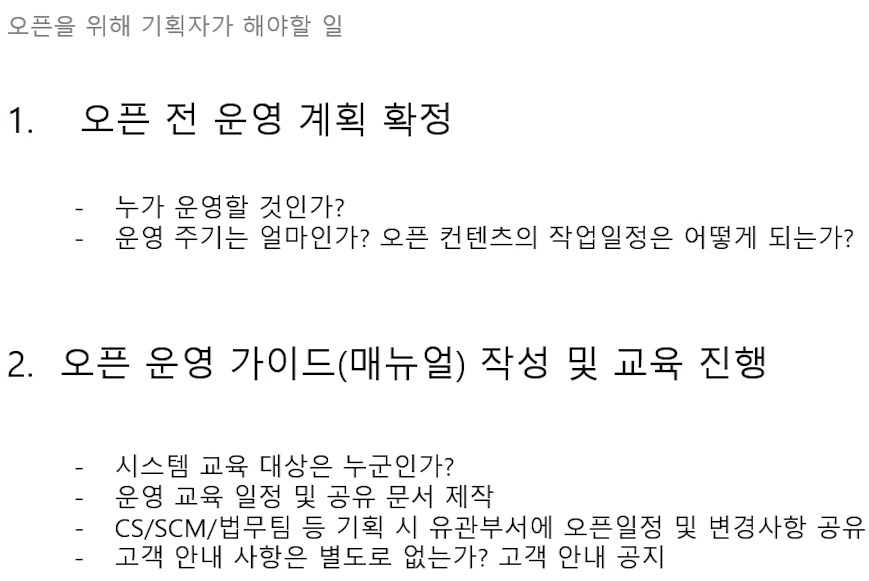 오픈을 위해 기획자가 해야할 일
1. 오픈 전 운영 계획 확정
- 누가 운영할 것인가?
- 운영 주기는 얼마인가? 오픈 컨텐츠의 작업일정은 어떻게 되는가?
2. 오픈 운영 가이드(매뉴얼) 작성 및 교육 진행
- 시스템 교육 대상은 누군인가?
- 운영 교육 일정 및 공유 문서 제작
- CS/SCM/법무팀 등 기획 시 유관부서에 오픈일정 및 변경사항 공유
- 고객 안내 사항은 별도로 없는가? 고객 안내 공지